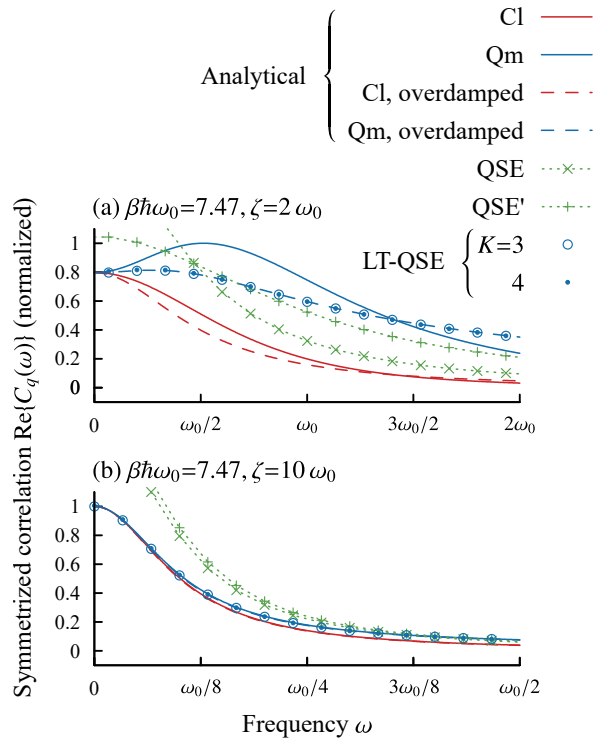 Cl
Analytical
Qm
Cl, overdamped
Qm, overdamped
QSE
QSE'
LT-QSE
K=3
4
(a) βħω₀=7.47, ζ=2 ω₀
1
0.8
0.6
0.4
0.2
0
0
ω₀/2
ω₀
3ω₀/2
2ω₀
(b) βħω₀=7.47, ζ=10 ω₀
1
0.8
0.6
0.4
0.2
0
0
ω₀/8
ω₀/4
3ω₀/8
ω₀/2
Frequency ω
Symmetrized correlation Re{C_q(ω)} (normalized)